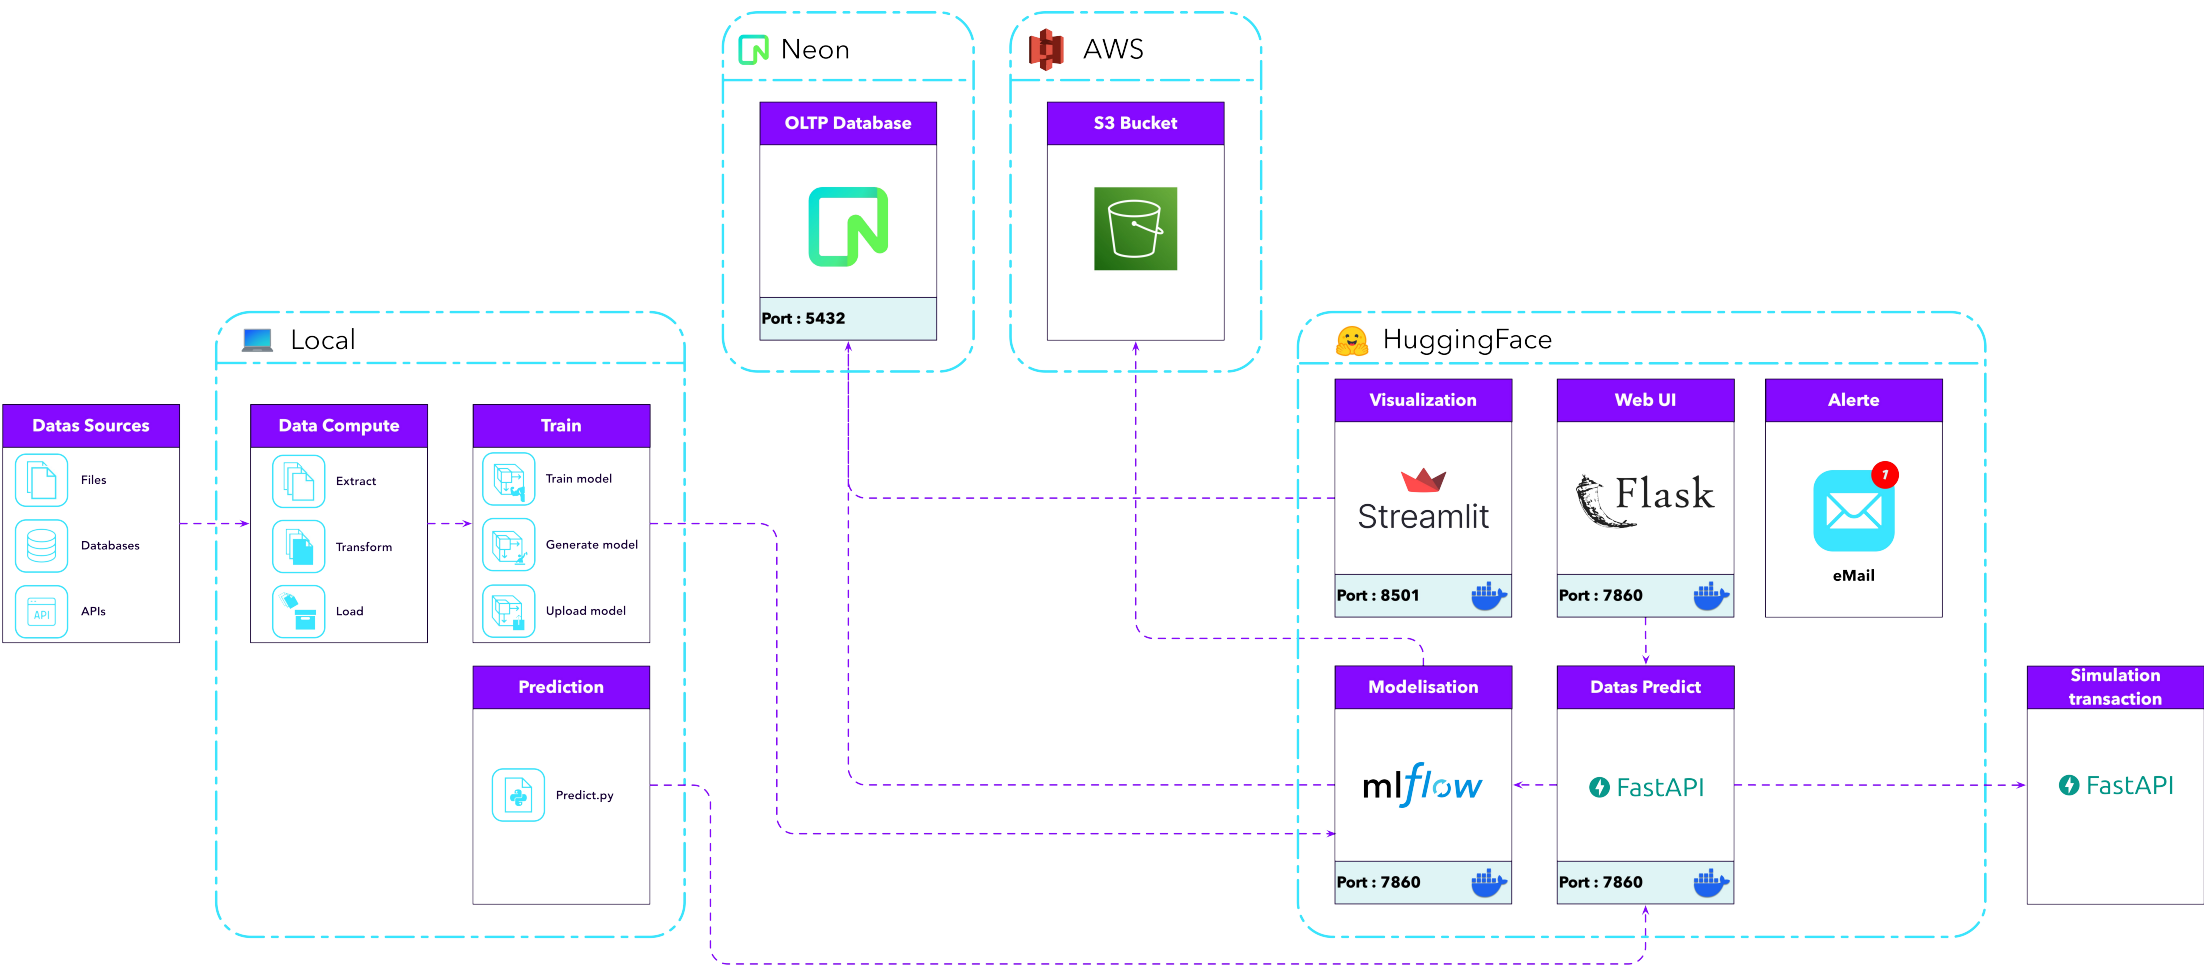 Neon
AWS
OLTP Database
Port : 5432
S3 Bucket
Local
HuggingFace
Datas Sources
Files
Databases
APIs
API
Data Compute
Extract
Transform
Load
Train
Train model
Generate model
Upload model
Prediction
Predict.py
Visualization
Streamlit
Port : 8501
Web UI
Flask
Port : 7860
Alerte
1
eMail
Modelisation
mlflow
Port : 7860
Datas Predict
FastAPI
Port : 7860
Simulation
transaction
FastAPI